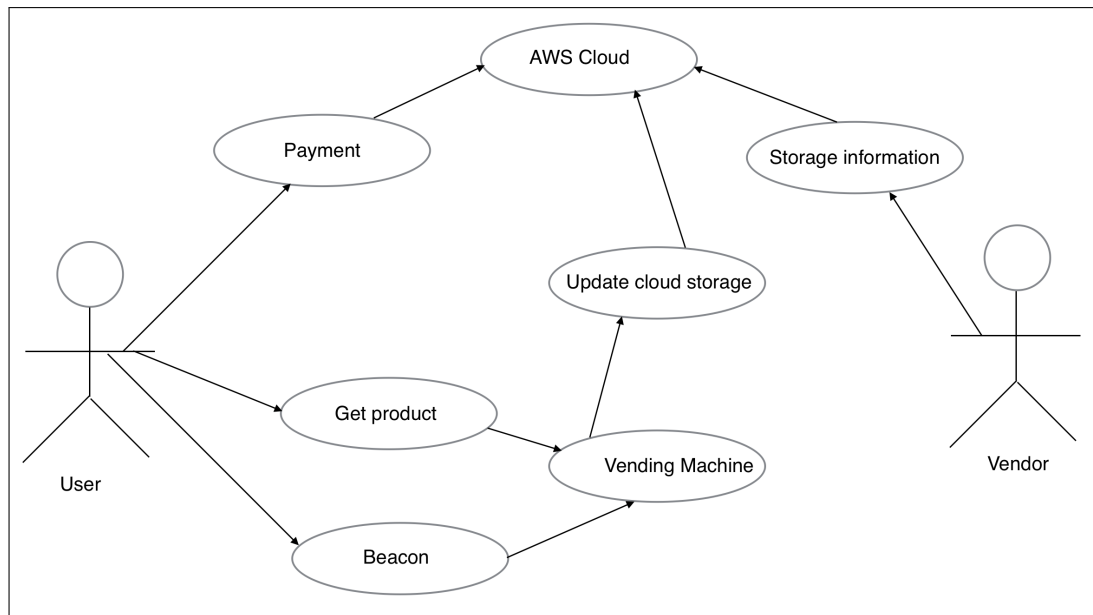 AWS Cloud
Payment
Storage information
Update cloud storage
Get product
Vending Machine
Vendor
User
Beacon